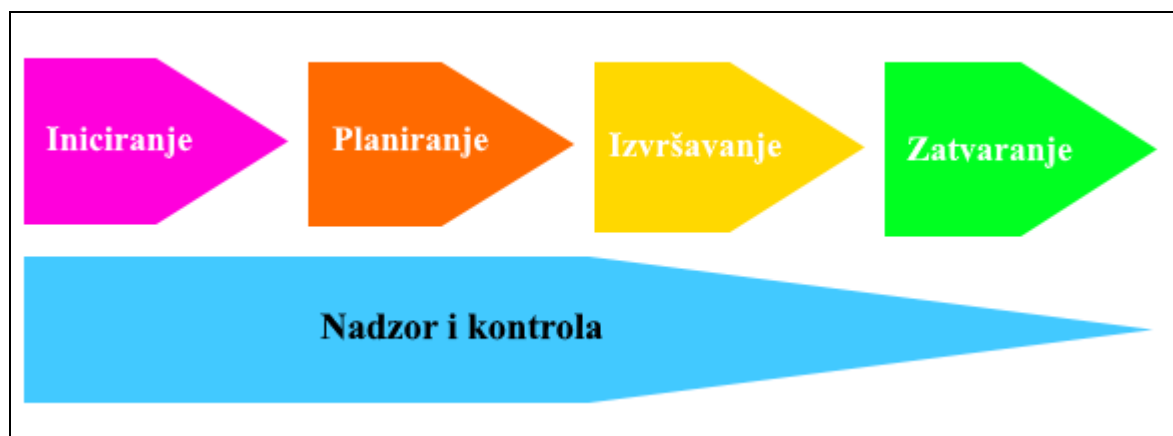 Iniciranje
Planiranje
Izvršavanje
Zatvaranje
Nadzor i kontrola